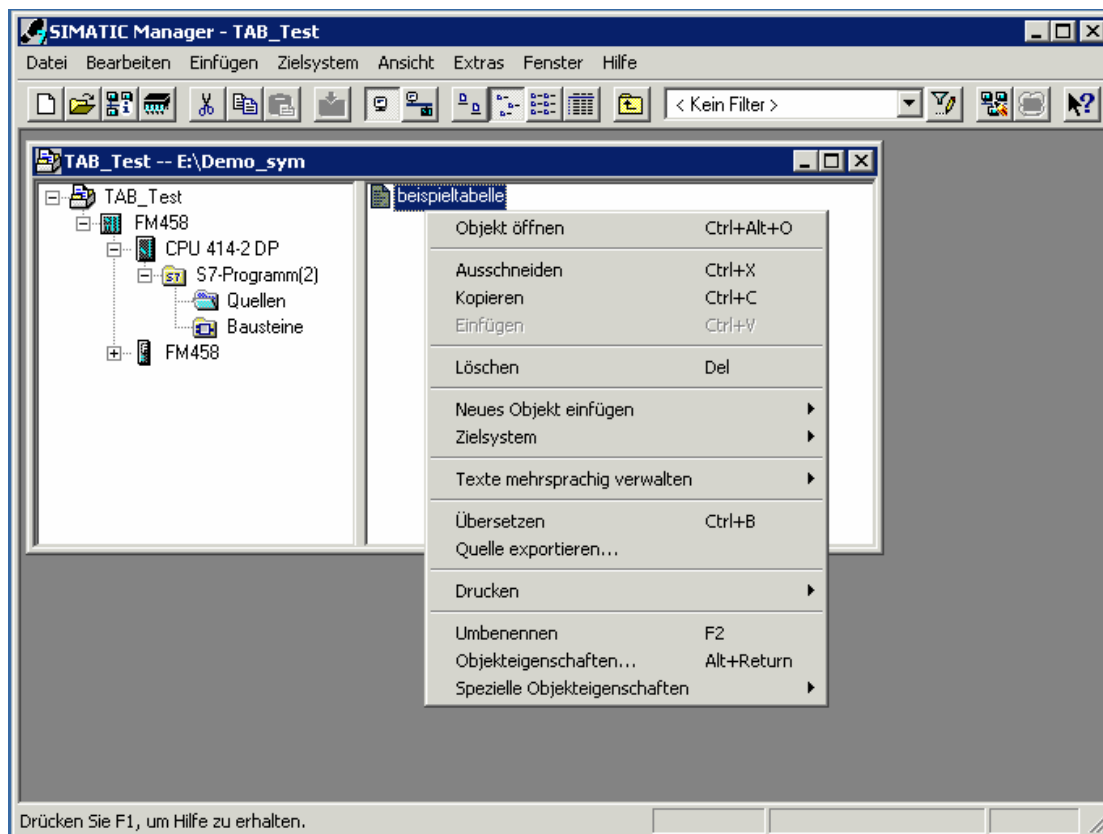 SIMATIC Manager - TAB_Test
Datei Bearbeiten Einfügen Zielsystem Ansicht Extras Fenster Hilfe
< Kein Filter >
TAB_Test -- E:\Demo_sym
TAB_Test
FM458
CPU 414-2 DP
S7-Programm(2)
Quellen
Bausteine
FM458
beispieltabelle
Objekt öffnen Ctrl+Alt+O
Ausschneiden Ctrl+X
Kopieren Ctrl+C
Einfügen Ctrl+V
Löschen Del
Neues Objekt einfügen
Zielsystem
Texte mehrsprachig verwalten
Übersetzen Ctrl+B
Quelle exportieren...
Drucken
Umbenennen F2
Objekteigenschaften... Alt+Return
Spezielle Objekteigenschaften
Drücken Sie F1, um Hilfe zu erhalten.